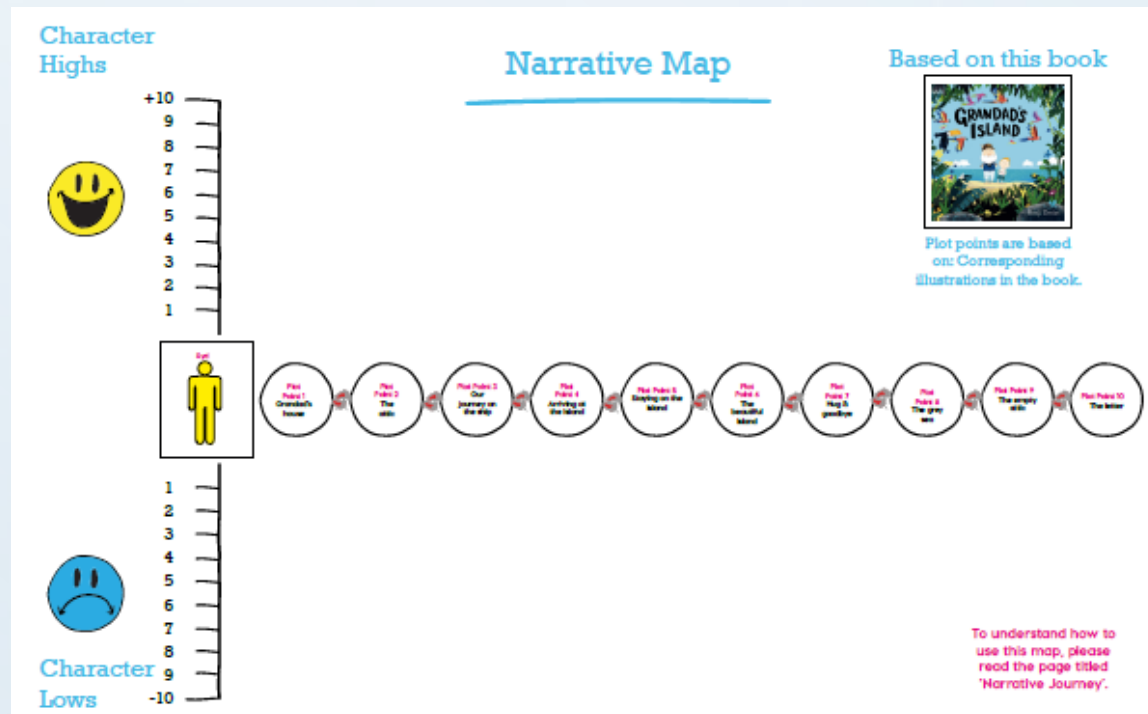 Character
Highs
Narrative Map
Based on this book
GRANDAD'S
ISLAND
Plot points are based
on: Corresponding
illustrations in the book.
+10
9
8
7
6
5
4
3
2
1
Syd
Plot
Point 1
Grandad's
house
Plot
Point 2
The
attic
Plot Point 3
Our
journey on
the ship
Plot
Point 4
Arriving at
the island
Plot Point 5
Staying on the
island
Plot
Point 6
The
beautiful
island
Plot
Point 7
Hug &
goodbye
Plot
Point 8
The grey
sea
Plot Point 9
The empty
attic
Plot Point 10
The letter
1
2
3
4
5
6
7
8
9
-10
Character
Lows
To understand how to
use this map, please
read the page titled
'Narrative Journey'.